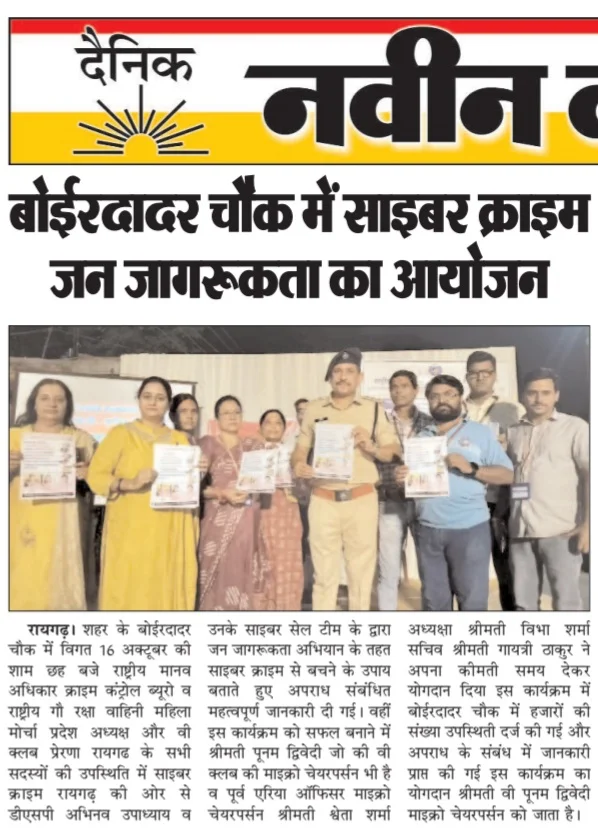 दैनिक
नवीन
बोईरदादर चौक में साइबर क्राइम
जन जागरूकता का आयोजन
रायगढ़। शहर के बोईरदादर
चौक में विगत 16 अक्टूबर की
शाम छह बजे राष्ट्रीय मानव
अधिकार क्राइम कंट्रोल ब्यूरो व
राष्ट्रीय गौ रक्षा वाहिनी महिला
मोर्चा प्रदेश अध्यक्ष और वी
क्लब प्रेरणा रायगढ के सभी
सदस्यों की उपस्थिति में साइबर
क्राइम रायगढ़ की ओर से
डीएसपी अभिनव उपाध्याय व
उनके साइबर सेल टीम के द्वारा
जन जागरूकता अभियान के तहत
साइबर क्राइम से बचने के उपाय
बताते हुए अपराध संबंधित
महत्वपूर्ण जानकारी दी गई। वहीं
इस कार्यक्रम को सफल बनाने में
श्रीमती पूनम द्विवेदी जो की वी
क्लब की माइक्रो चेयरपर्सन भी है
व पूर्व एरिया ऑफिसर माइक्रो
चेयरपर्सन श्रीमती श्वेता शर्मा
अध्यक्षा श्रीमती विभा शर्मा
सचिव श्रीमती गायत्री ठाकुर ने
अपना कीमती समय देकर
योगदान दिया इस कार्यक्रम में
बोईरदादर चौक में हजारों की
संख्या उपस्थिती दर्ज की गई और
अपराध के संबंध में जानकारी
प्राप्त की गई इस कार्यक्रम का
योगदान श्रीमती वी पूनम द्विवेदी
माइक्रो चेयरपर्सन को जाता है।